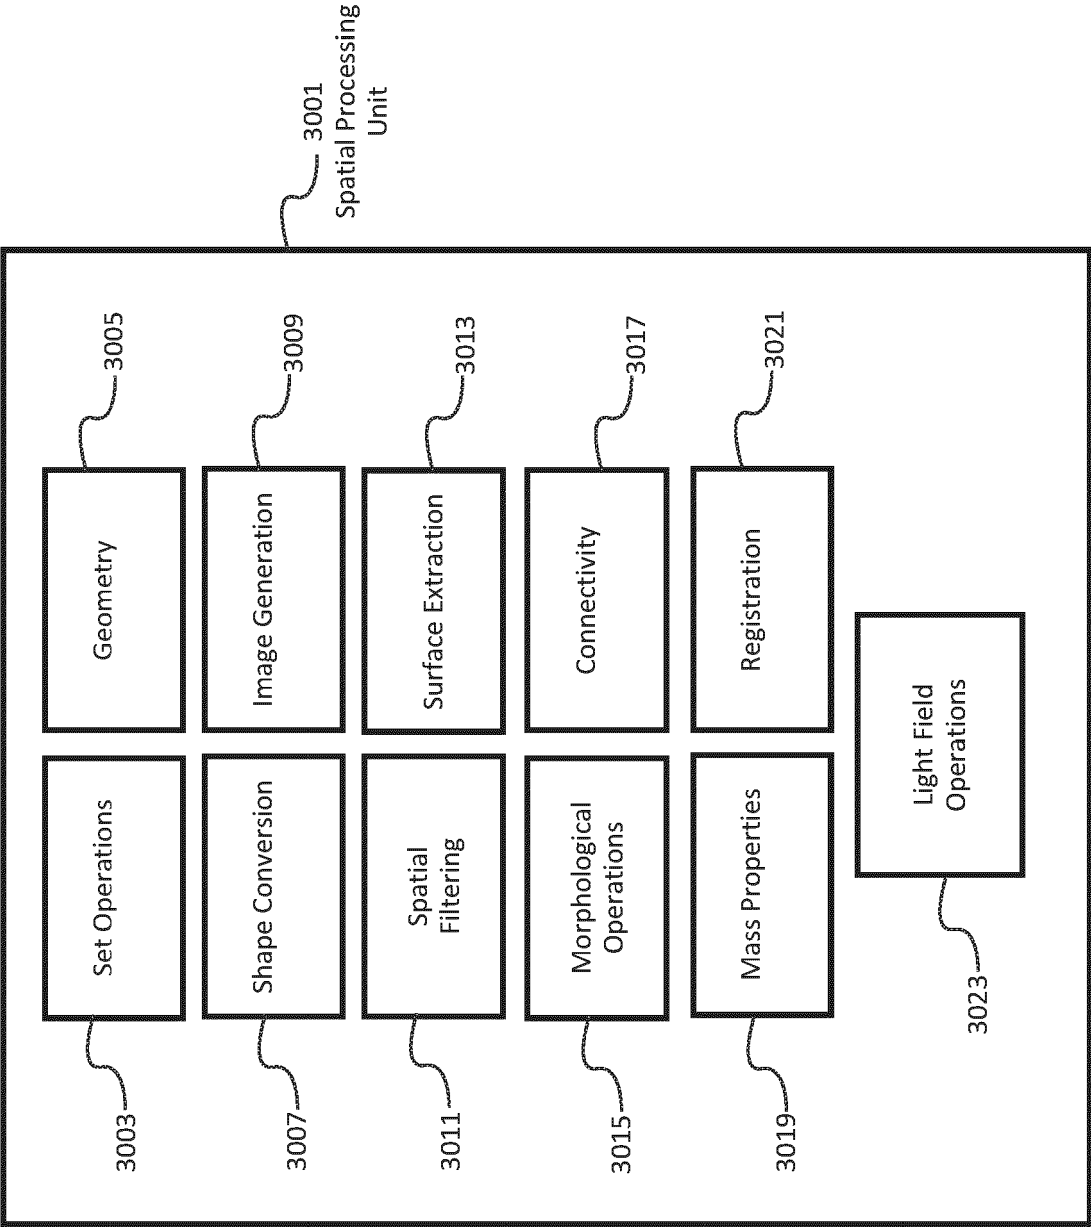 3001
Spatial Processing
Unit
3003
Set Operations
Geometry
3005
3007
Shape Conversion
Image Generation
3009
3011
Spatial
Filtering
Surface Extraction
3013
3015
Morphological
Operations
Connectivity
3017
3019
Mass Properties
Registration
3021
3023
Light Field
Operations